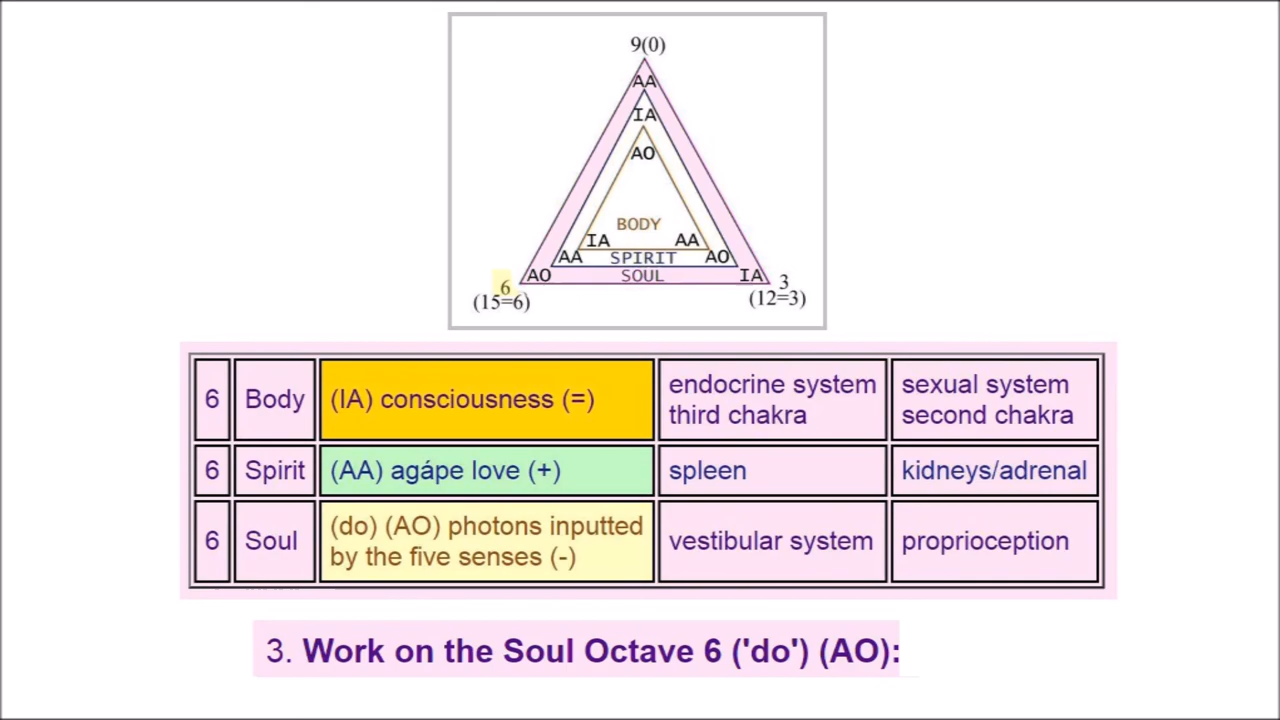 9(0)
AA
IA
AO
BODY
IA AA
AA SPIRIT AO
AO SOUL IA
6 3
(15=6) (12=3)
6 Body (IA) consciousness (=) endocrine system third chakra sexual system second chakra
6 Spirit (AA) agápe love (+) spleen kidneys/adrenal
6 Soul (do) (AO) photons inputted by the five senses (-) vestibular system proprioception
3. Work on the Soul Octave 6 ('do') (AO):